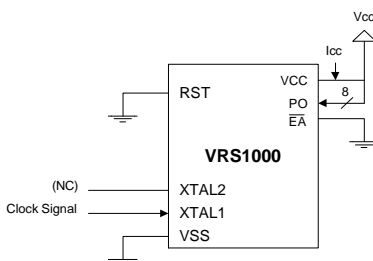 Vcc
Icc
VCC
8
RST
PO
EA
VRS1000
(NC)
XTAL2
Clock Signal
XTAL1
VSS